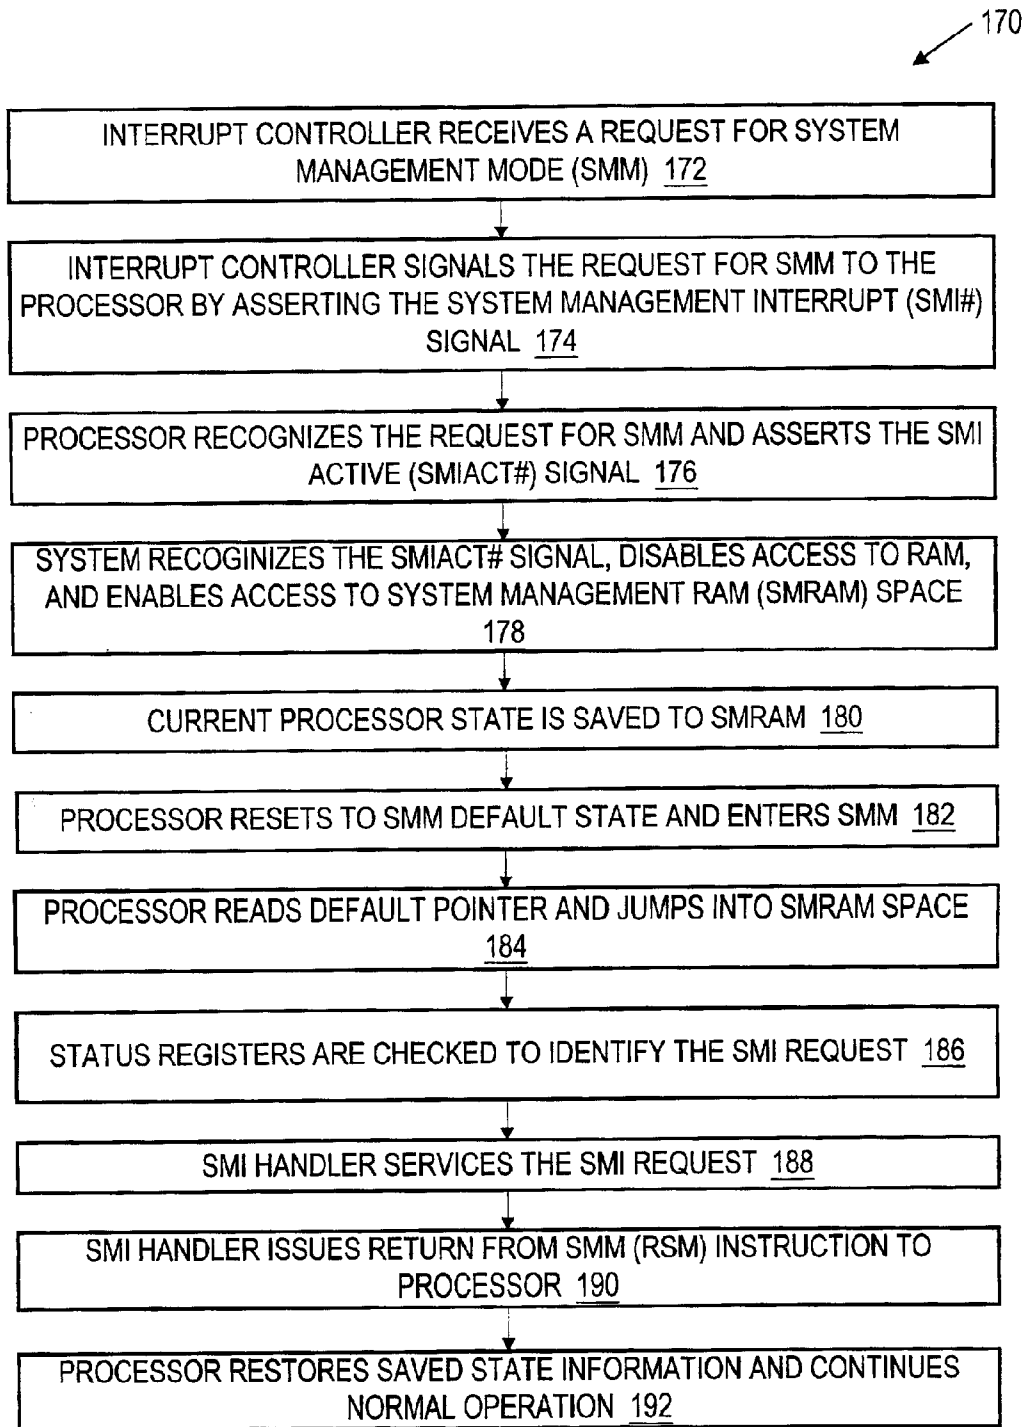 170
INTERRUPT CONTROLLER RECEIVES A REQUEST FOR SYSTEM
MANAGEMENT MODE (SMM) 172
INTERRUPT CONTROLLER SIGNALS THE REQUEST FOR SMM TO THE
PROCESSOR BY ASSERTING THE SYSTEM MANAGEMENT INTERRUPT (SMI#)
SIGNAL 174
PROCESSOR RECOGNIZES THE REQUEST FOR SMM AND ASSERTS THE SMI
ACTIVE (SMIACT#) SIGNAL 176
SYSTEM RECOGINIZES THE SMIACT# SIGNAL, DISABLES ACCESS TO RAM,
AND ENABLES ACCESS TO SYSTEM MANAGEMENT RAM (SMRAM) SPACE
178
CURRENT PROCESSOR STATE IS SAVED TO SMRAM 180
PROCESSOR RESETS TO SMM DEFAULT STATE AND ENTERS SMM 182
PROCESSOR READS DEFAULT POINTER AND JUMPS INTO SMRAM SPACE
184
STATUS REGISTERS ARE CHECKED TO IDENTIFY THE SMI REQUEST 186
SMI HANDLER SERVICES THE SMI REQUEST 188
SMI HANDLER ISSUES RETURN FROM SMM (RSM) INSTRUCTION TO
PROCESSOR 190
PROCESSOR RESTORES SAVED STATE INFORMATION AND CONTINUES
NORMAL OPERATION 192